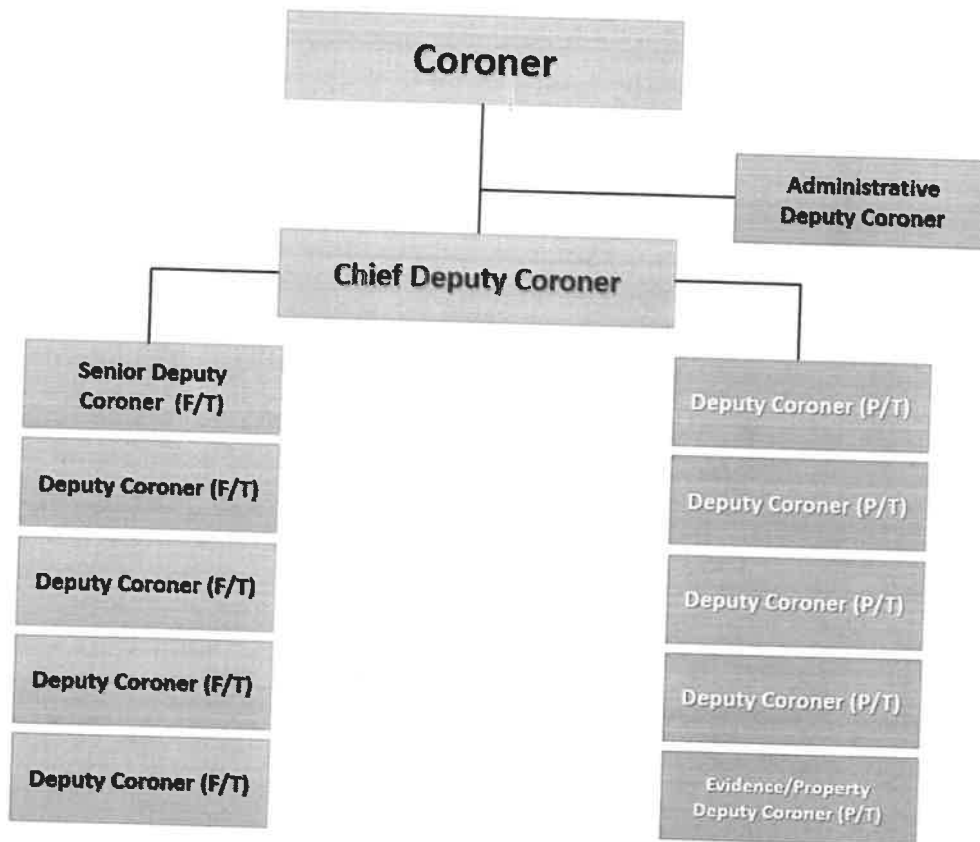 Coroner
Administrative
Deputy Coroner
Chief Deputy Coroner
Senior Deputy
Coroner (F/T)
Deputy Coroner (F/T)
Deputy Coroner (F/T)
Deputy Coroner (F/T)
Deputy Coroner (F/T)
Deputy Coroner (P/T)
Deputy Coroner (P/T)
Deputy Coroner (P/T)
Deputy Coroner (P/T)
Evidence/Property
Deputy Coroner (P/T)